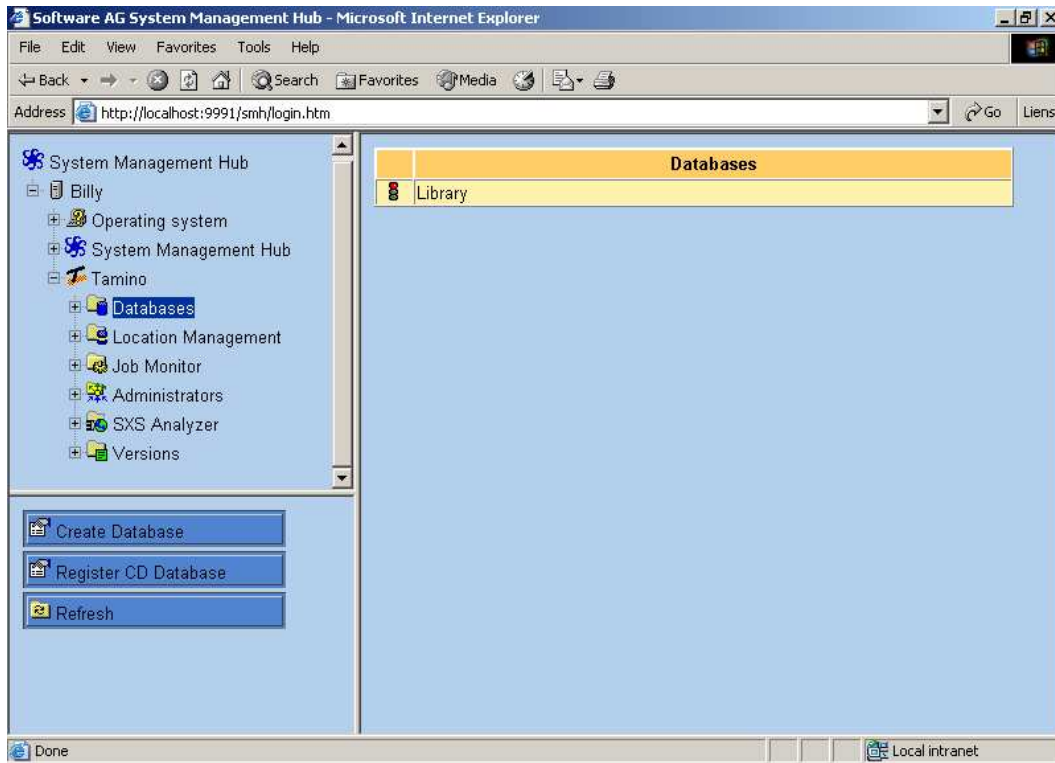 Software AG System Management Hub - Microsoft Internet Explorer
File Edit View Favorites Tools Help
Back Search Favorites Media
Address http://localhost:9991/smh/login.htm Go Liens
System Management Hub
Billy
Operating system
System Management Hub
Tamino
Databases
Location Management
Job Monitor
Administrators
SXS Analyzer
Versions
Create Database
Register CD Database
Refresh
Databases
Library
Done Local intranet